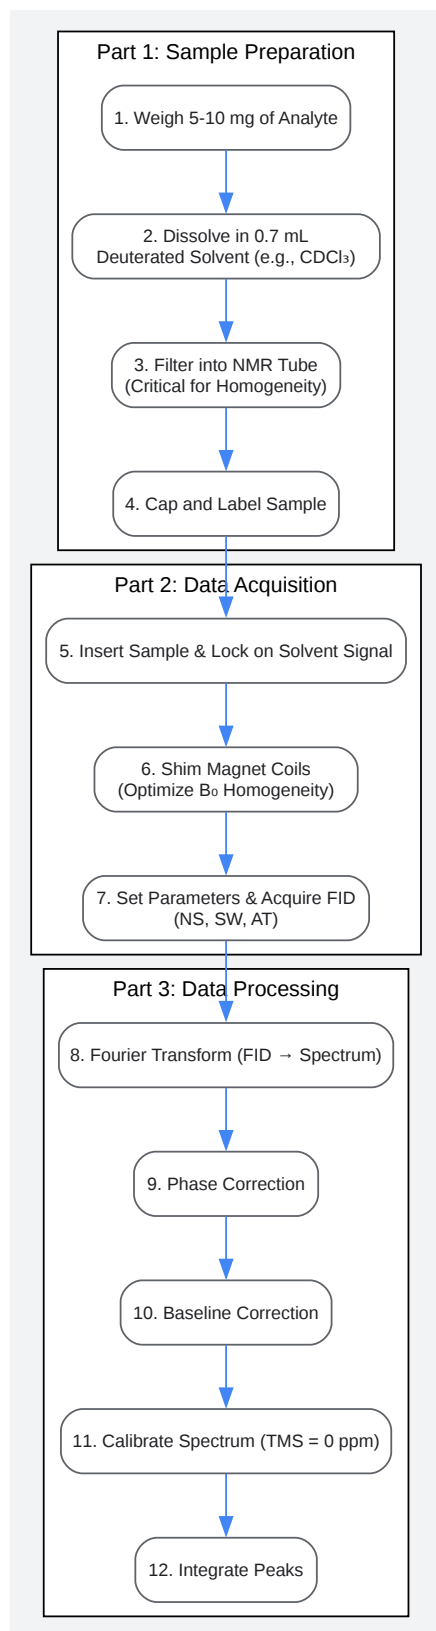 Part 1: Sample Preparation
1. Weigh 5-10 mg of Analyte
2. Dissolve in 0.7 mL
Deuterated Solvent (e.g., CDCl₃)
3. Filter into NMR Tube
(Critical for Homogeneity)
4. Cap and Label Sample
Part 2: Data Acquisition
5. Insert Sample & Lock on Solvent Signal
6. Shim Magnet Coils
(Optimize B₀ Homogeneity)
7. Set Parameters & Acquire FID
(NS, SW, AT)
Part 3: Data Processing
8. Fourier Transform (FID → Spectrum)
9. Phase Correction
10. Baseline Correction
11. Calibrate Spectrum (TMS = 0 ppm)
12. Integrate Peaks